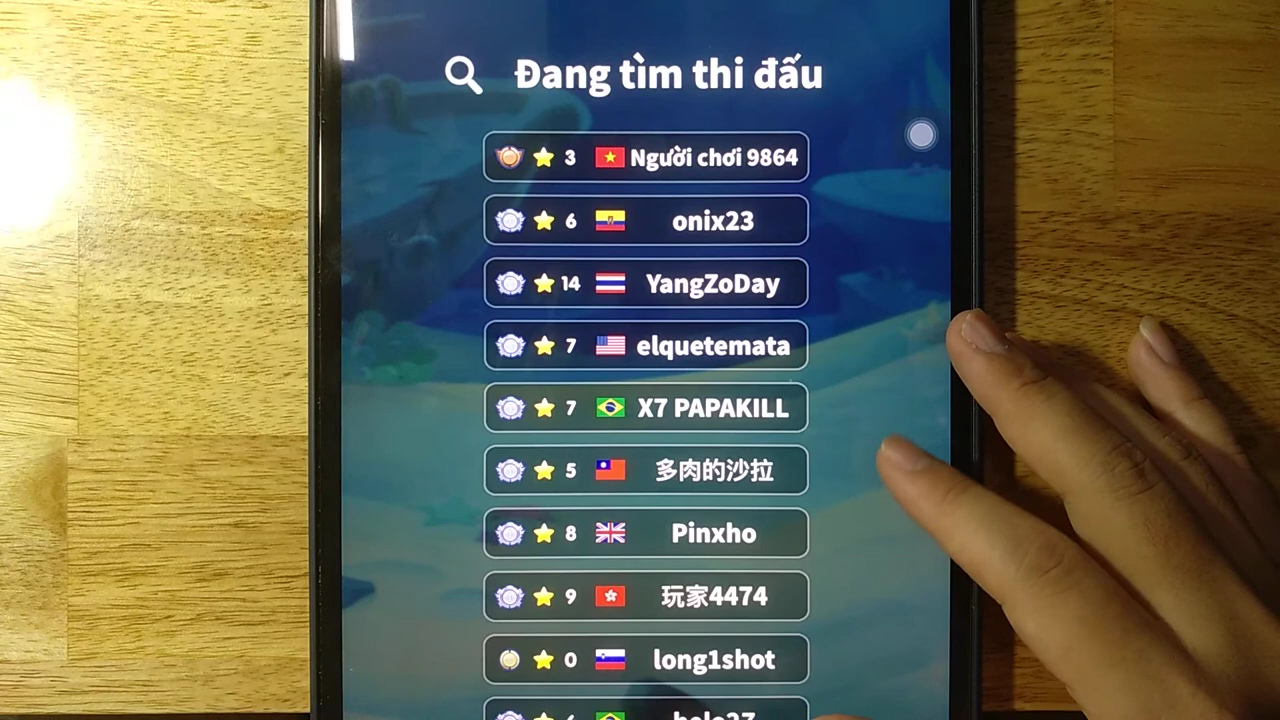 Đang tìm thi đấu
3 Người chơi 9864
6 onix23
14 YangZoDay
7 elquetemata
7 X7 PAPAKILL
5 多肉的沙拉
8 Pinxho
9 玩家4474
0 long1shot